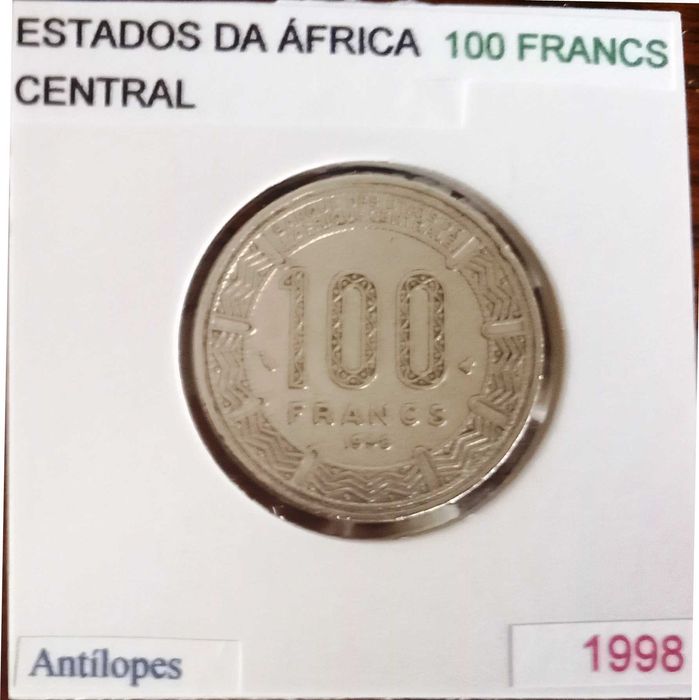 ESTADOS DA ÁFRICA 100 FRANCS
CENTRAL
100
FRANCS
Antílopes
1998